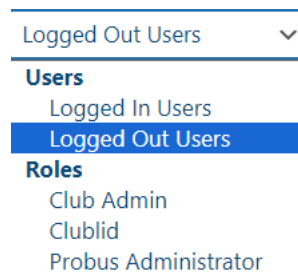 Logged Out Users
Users
Logged In Users
Logged Out Users
Roles
Club Admin
Clublid
Probus Administrator